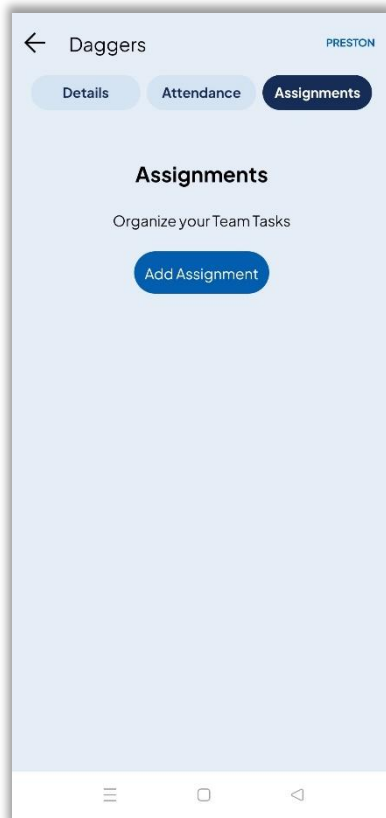 Daggers
PRESTON
Details
Attendance
Assignments
Assignments
Organize your Team Tasks
Add Assignment